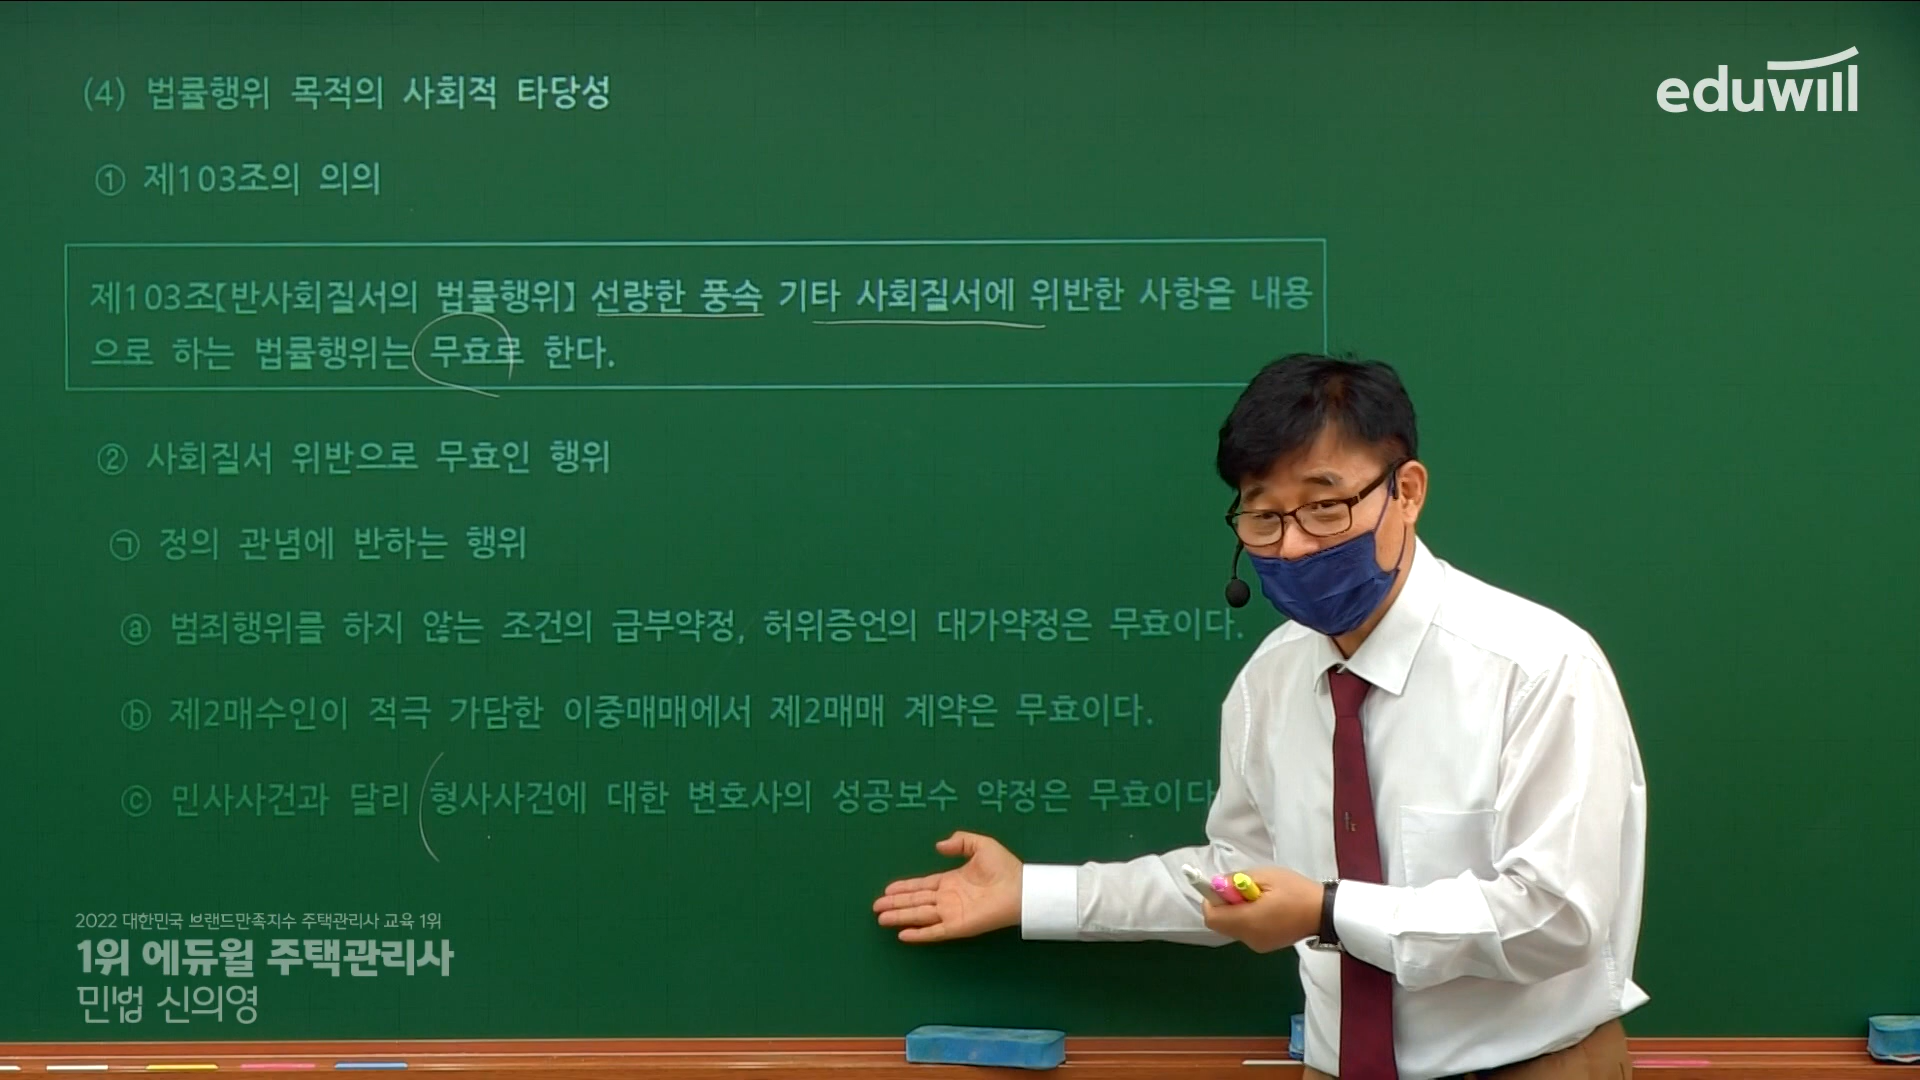 (4) 법률행위 목적의 사회적 타당성
eduwill
① 제103조의 의의
제103조【반사회질서의 법률행위】 선량한 풍속 기타 사회질서에 위반한 사항을 내용
으로 하는 법률행위는 무효로 한다.
② 사회질서 위반으로 무효인 행위
㉠ 정의 관념에 반하는 행위
ⓐ 범죄행위를 하지 않는 조건의 급부약정, 허위증언의 대가약정은 무효이다.
ⓑ 제2매수인이 적극 가담한 이중매매에서 제2매매 계약은 무효이다.
ⓒ 민사사건과 달리 형사사건에 대한 변호사의 성공보수 약정은 무효이다
2022 대한민국 브랜드만족지수 주택관리사 교육 1위
1위 에듀윌 주택관리사
민법 신의영